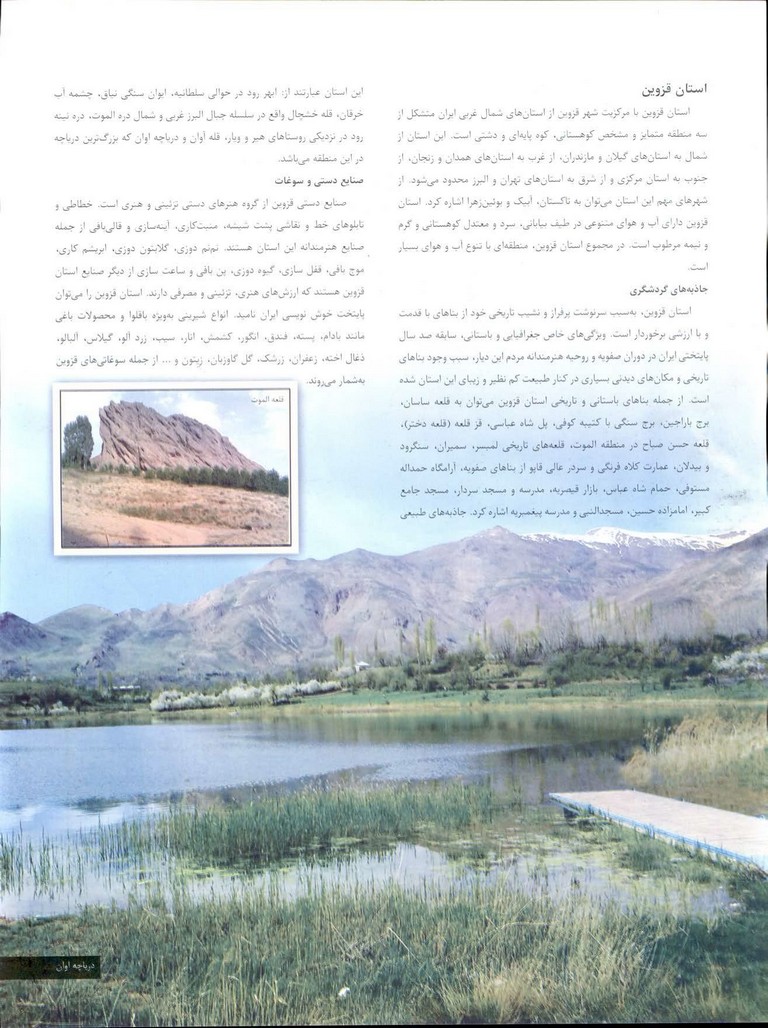 استان قزوین
استان قزوین با مرکزیت شهر قزوین از استان‌های شمال غربی ایران متشکل از
سه منطقه متمایز و مشخص کوهستانی، کوه پایه‌ای و دشتی است. این استان از
شمال به استان‌های گیلان و مازندران، از غرب به استان‌های همدان و زنجان، از
جنوب به استان مرکزی و از شرق به استان‌های تهران و البرز محدود می‌شود. از
شهرهای مهم این استان می‌توان به تاکستان، آبیک و بوئین‌زهرا اشاره کرد. استان
قزوین دارای آب و هوای متنوعی در طیف بیابانی، سرد و معتدل کوهستانی و گرم
و نیمه مرطوب است. در مجموع استان قزوین، منطقه‌ای با تنوع آب و هوای بسیار
است.
جاذبه‌های گردشگری
استان قزوین، به‌سبب سرنوشت پرفراز و نشیب تاریخی خود از بناهای با قدمت
و با ارزشی برخوردار است. ویژگی‌های خاص جغرافیایی و باستانی، سابقه صد سال
پایتختی ایران در دوران صفویه و روحیه هنرمندانه مردم این دیار، سبب وجود بناهای
تاریخی و مکان‌های دیدنی بسیاری در کنار طبیعت کم نظیر و زیبای این استان شده
است. از جمله بناهای باستانی و تاریخی استان قزوین می‌توان به قلعه ساسان،
برج باراجین، برج سنگی با کتیبه کوفی، پل شاه عباسی، قز قلعه (قلعه دختر)،
قلعه حسن صباح در منطقه الموت، قلعه‌های تاریخی لمبسر، سمیران، سنگرود
و بیدلان، عمارت کلاه فرنگی و سردر عالی قاپو از بناهای صفویه، آرامگاه حمداله
مستوفی، حمام شاه عباس، بازار قیصریه، مدرسه و مسجد سردار، مسجد جامع
کبیر، امامزاده حسین، مسجدالنبی و مدرسه پیغمبریه اشاره کرد. جاذبه‌های طبیعی
این استان عبارتند از: ابهر رود در حوالی سلطانیه، ایوان سنگی نیاق، چشمه آب
خرقان، قله خشچال واقع در سلسله جبال البرز غربی و شمال دره الموت، دره نینه
رود در نزدیکی روستاهای هیر و ویار، قله آوان و دریاچه اوان که بزرگ‌ترین دریاچه
در این منطقه می‌باشد.
صنایع دستی و سوغات
صنایع دستی قزوین از گروه هنرهای دستی تزئینی و هنری است. خطاطی و
تابلوهای خط و نقاشی پشت شیشه، منبت‌کاری، آینه‌سازی و قالی‌بافی از جمله
صنایع هنرمندانه این استان هستند. نم‌نم دوزی، گلابتون دوزی، ابریشم کاری،
موج بافی، قفل سازی، گیوه دوزی، پن بافی و ساعت سازی از دیگر صنایع استان
قزوین هستند که ارزش‌های هنری، تزئینی و مصرفی دارند. استان قزوین را می‌توان
پایتخت خوش نویسی ایران نامید. انواع شیرینی به‌ویژه باقلوا و محصولات باغی
مانند بادام، پسته، فندق، انگور، کشمش، انار، سیب، زرد آلو، گیلاس، آلبالو،
ذغال اخته، زعفران، زرشک، گل گاوزبان، زیتون و ... از جمله سوغاتی‌های قزوین
به‌شمار می‌روند.
قلعه الموت
دریاچه اوان